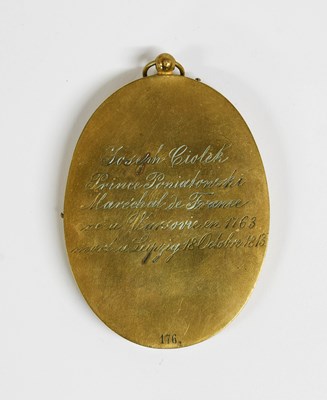 Joseph Ciolek
Prince Poniatowski
Maréchal de France
né à Varsovie en 1763
mort à Leipzig 18 Octobre 1813
176.